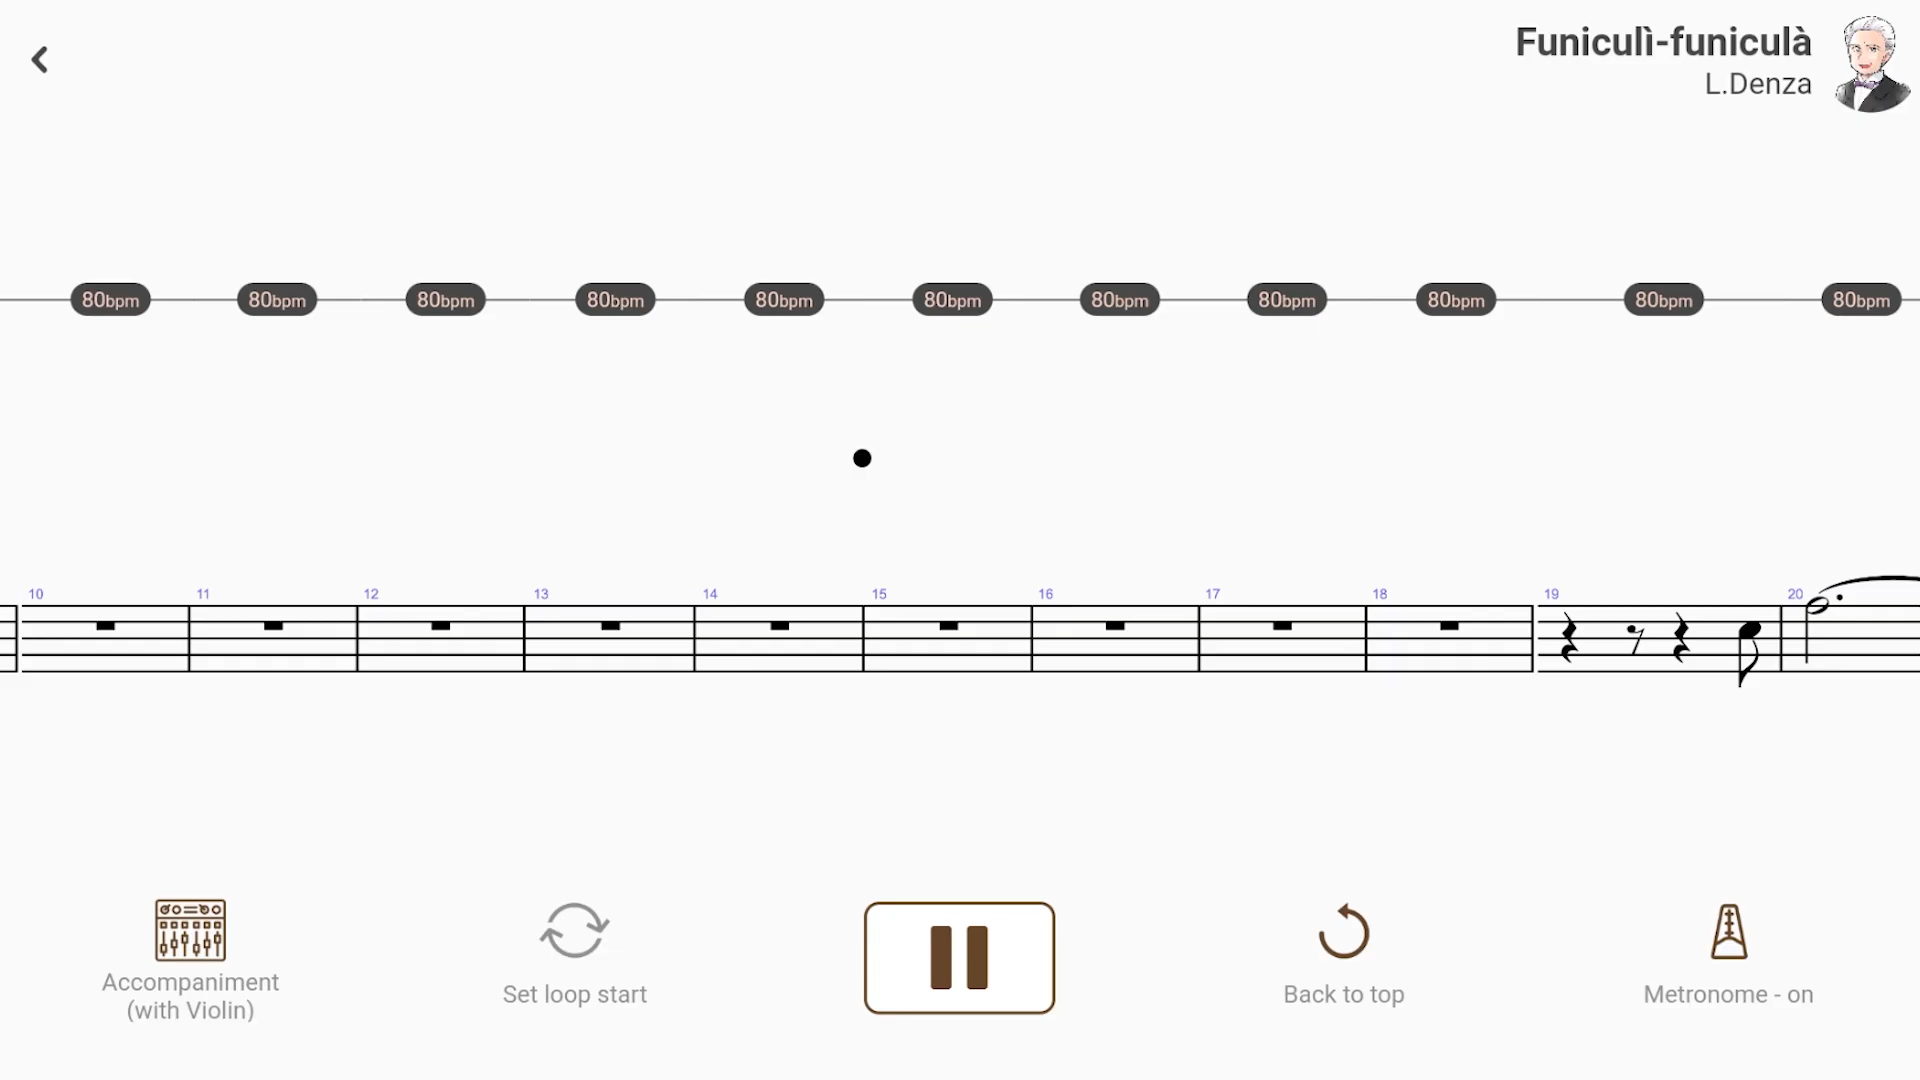 Funiculì-funiculà
L.Denza
80bpm 80bpm 80bpm 80bpm 80bpm 80bpm 80bpm 80bpm 80bpm 80bpm 80bpm
10 11 12 13 14 15 16 17 18 19 20
Accompaniment
(with Violin)
Set loop start
Back to top
Metronome - on